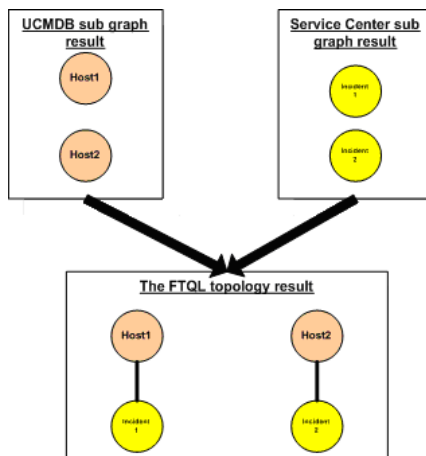 UCMDB sub graph
result
Host1
Host2
Service Center sub
graph result
Incident
1
Incident
2
The FTQL topology result
Host1
Host2
Incident
1
Incident
2